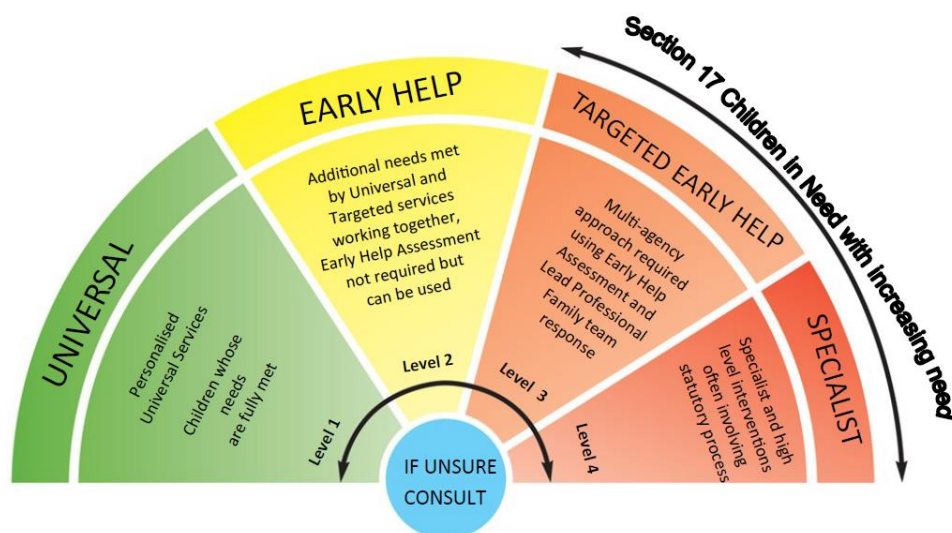 UNIVERSAL
Personalised
Universal Services
Children whose
needs
are fully met
Level 1
EARLY HELP
Additional needs met
by Universal and
Targeted services
working together,
Early Help Assessment
not required but
can be used
Level 2
TARGETED EARLY HELP
Multi-agency
approach required
using Early Help
Assessment and
Lead Professional
Family team
response
Level 3
SPECIALIST
Specialist and high
level interventions
often involving
statutory process
Level 4
Section 17 Children in Need with increasing need
IF UNSURE
CONSULT